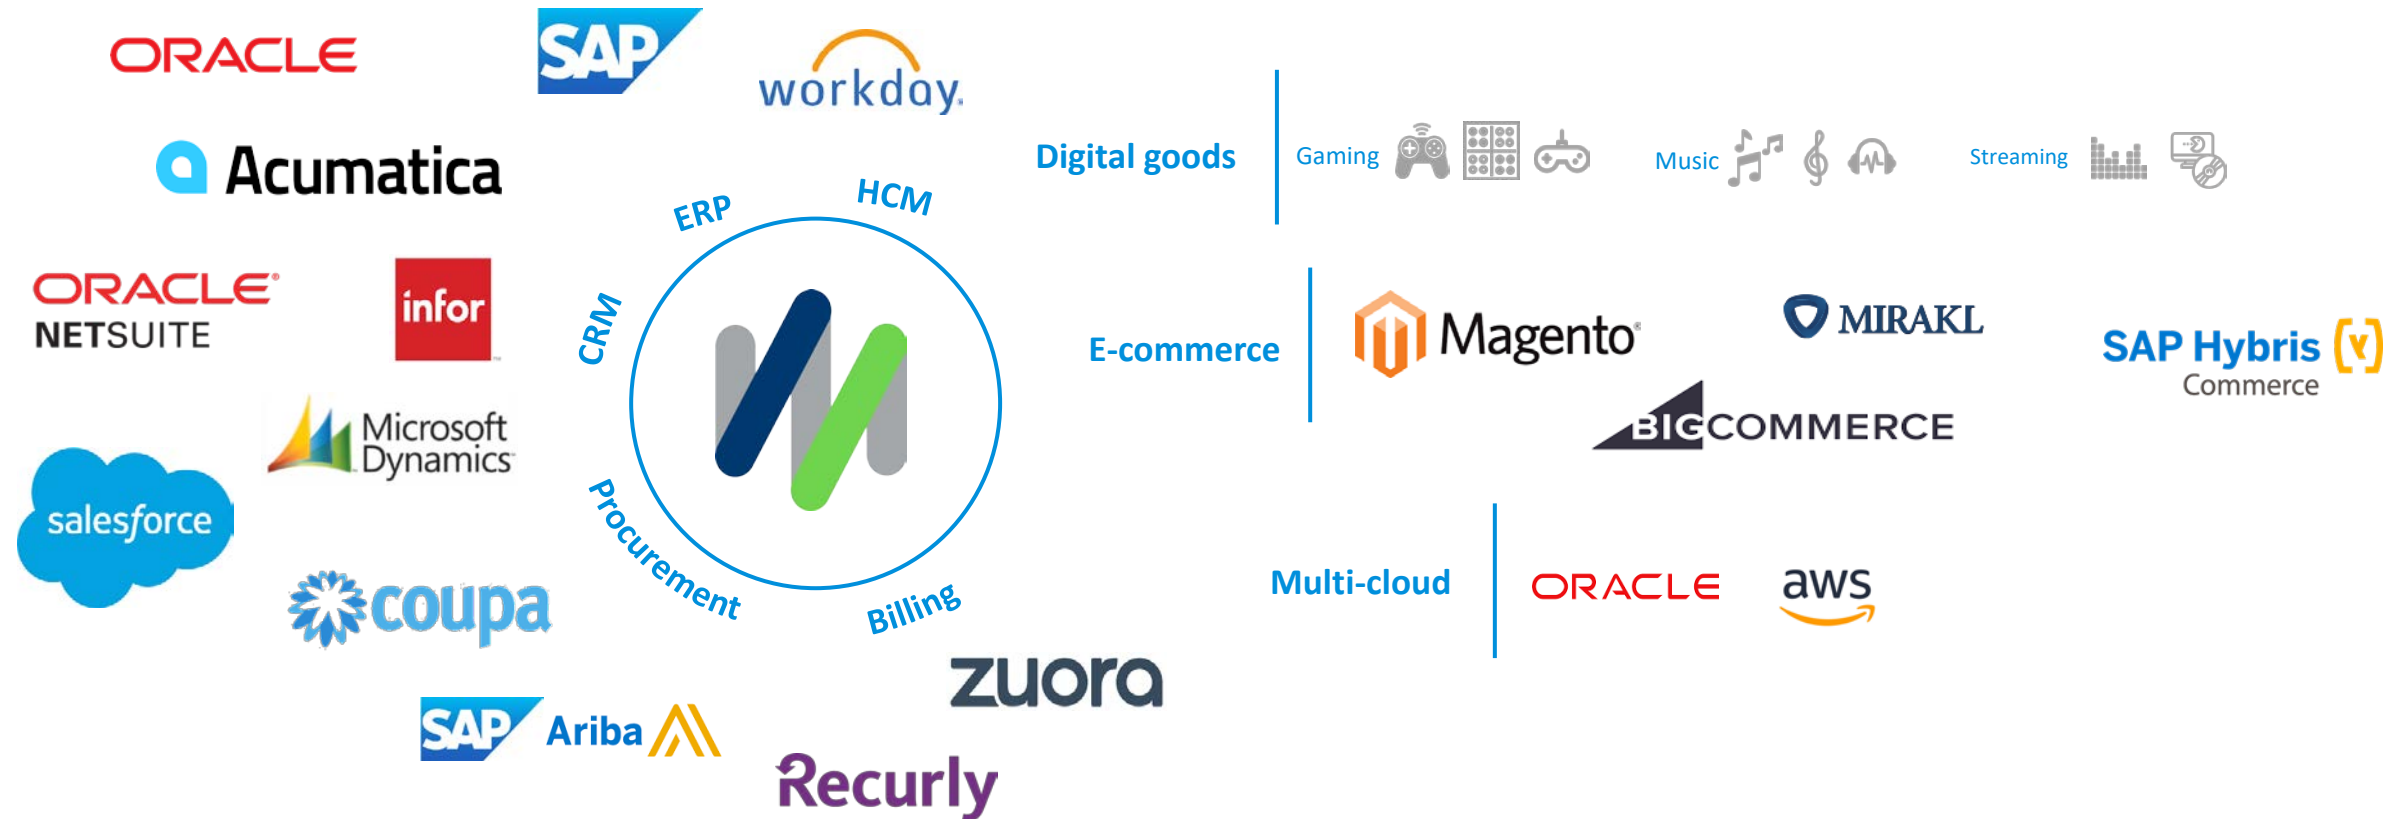 ORACLE
SAP
workday.
Acumatica
Digital goods
Gaming
Music
Streaming
ERP
HCM
ORACLE®
NETSUITE
infor
CRM
E-commerce
Magento®
MIRAKL
SAP Hybris
Commerce
Microsoft
Dynamics
BIGCOMMERCE
salesforce
Procurement
Billing
coupa
Multi-cloud
ORACLE
aws
zuora
SAP Ariba
Recurly